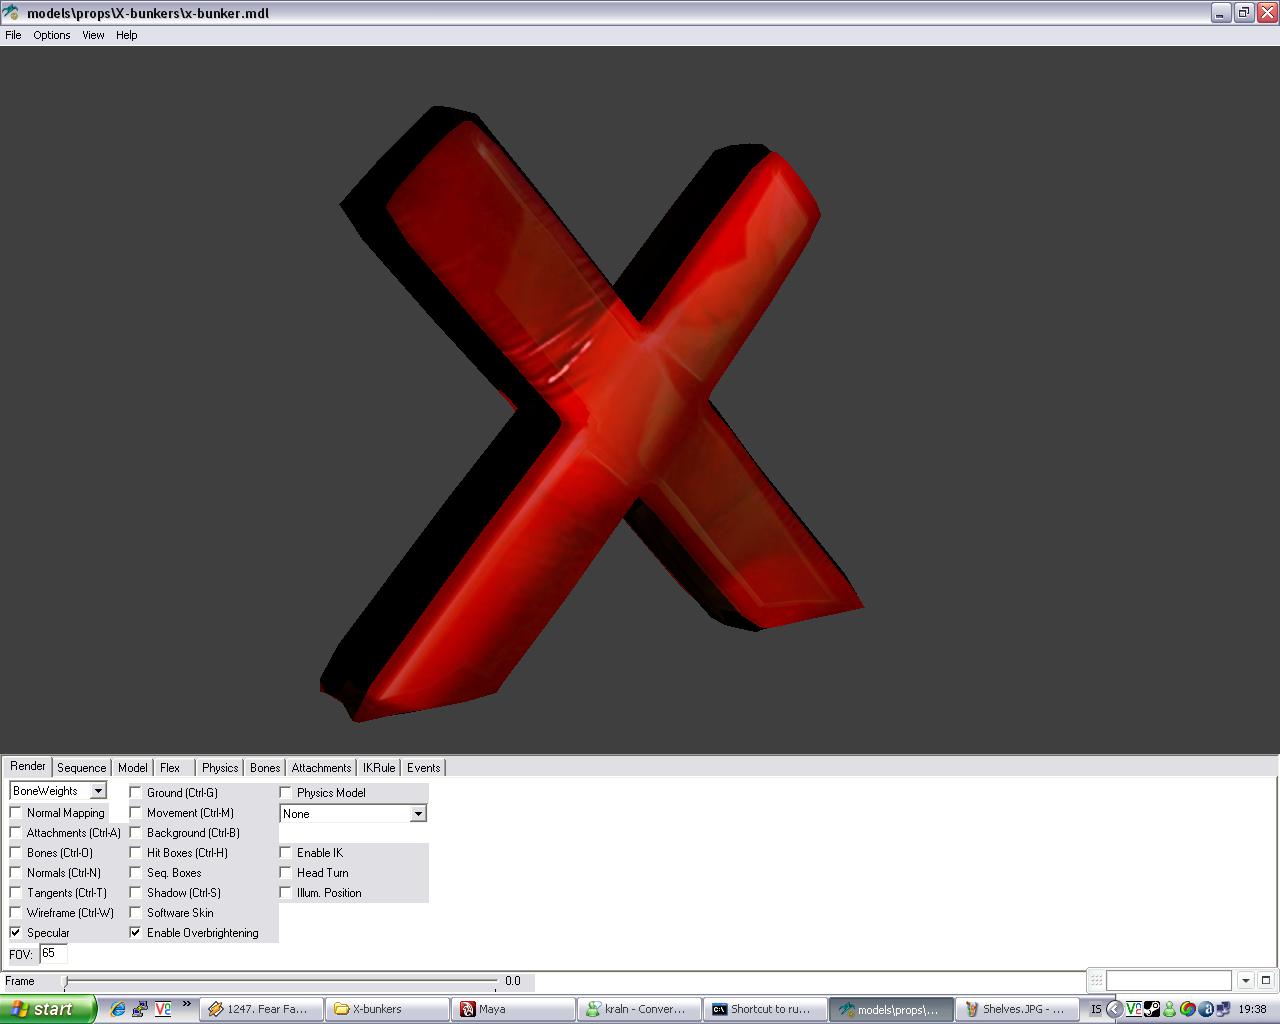 models\props\X-bunkers\x-bunker.mdl
File Options View Help
Render Sequence Model Flex Physics Bones Attachments IKRule Events
BoneWeights Ground (Ctrl-G) Physics Model
Normal Mapping Movement (Ctrl-M) None
Attachments (Ctrl-A) Background (Ctrl-B)
Bones (Ctrl-O) Hit Boxes (Ctrl-H) Enable IK
Normals (Ctrl-N) Seq. Boxes Head Turn
Tangents (Ctrl-T) Shadow (Ctrl-S) Illum. Position
Wireframe (Ctrl-W) Software Skin
Specular Enable Overbrightening
FOV: 65
Frame 0.0
start 1247. Fear Fa... X-bunkers Maya kraln - Conver... Shortcut to ru... models\props\... Shelves.JPG - ... IS 19:38